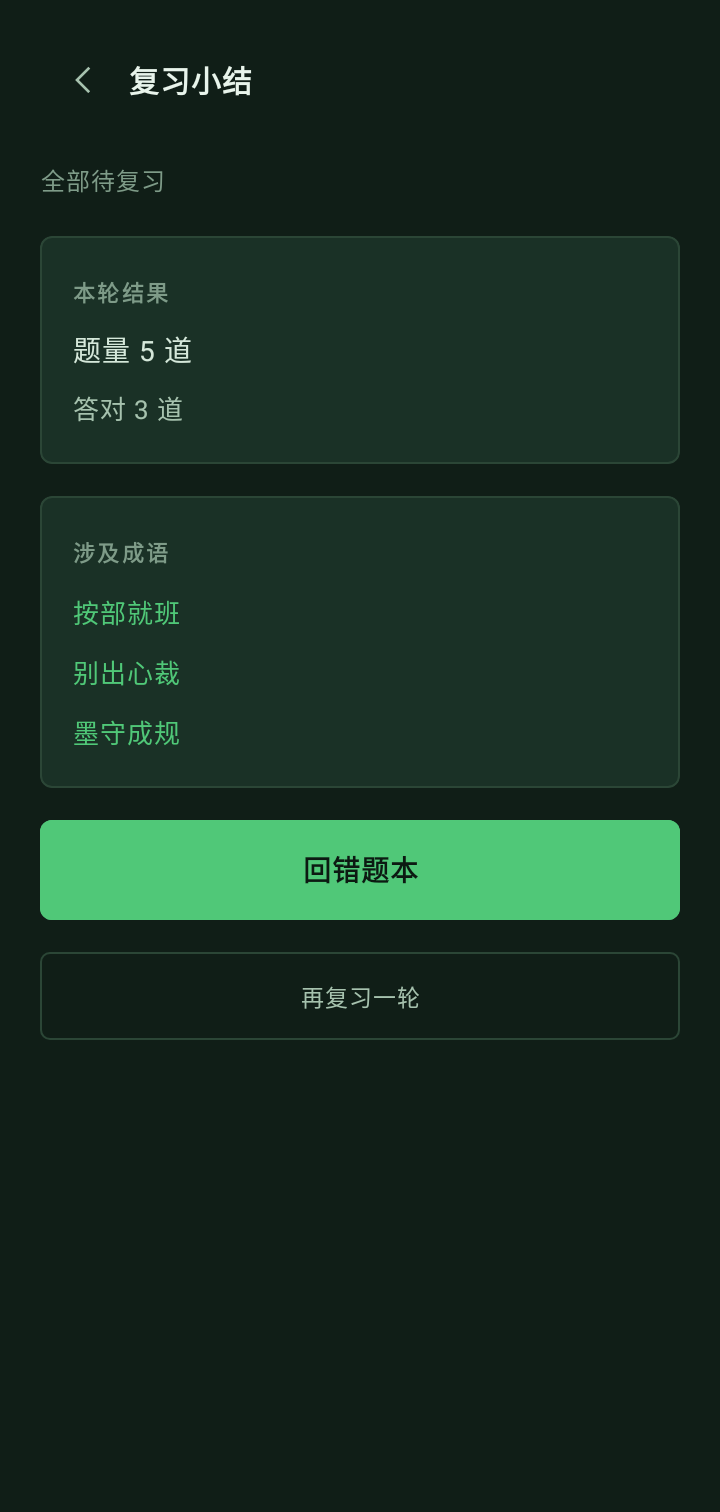 复习小结
全部待复习
本轮结果
题量 5 道
答对 3 道
涉及成语
按部就班
别出心裁
墨守成规
回错题本
再复习一轮